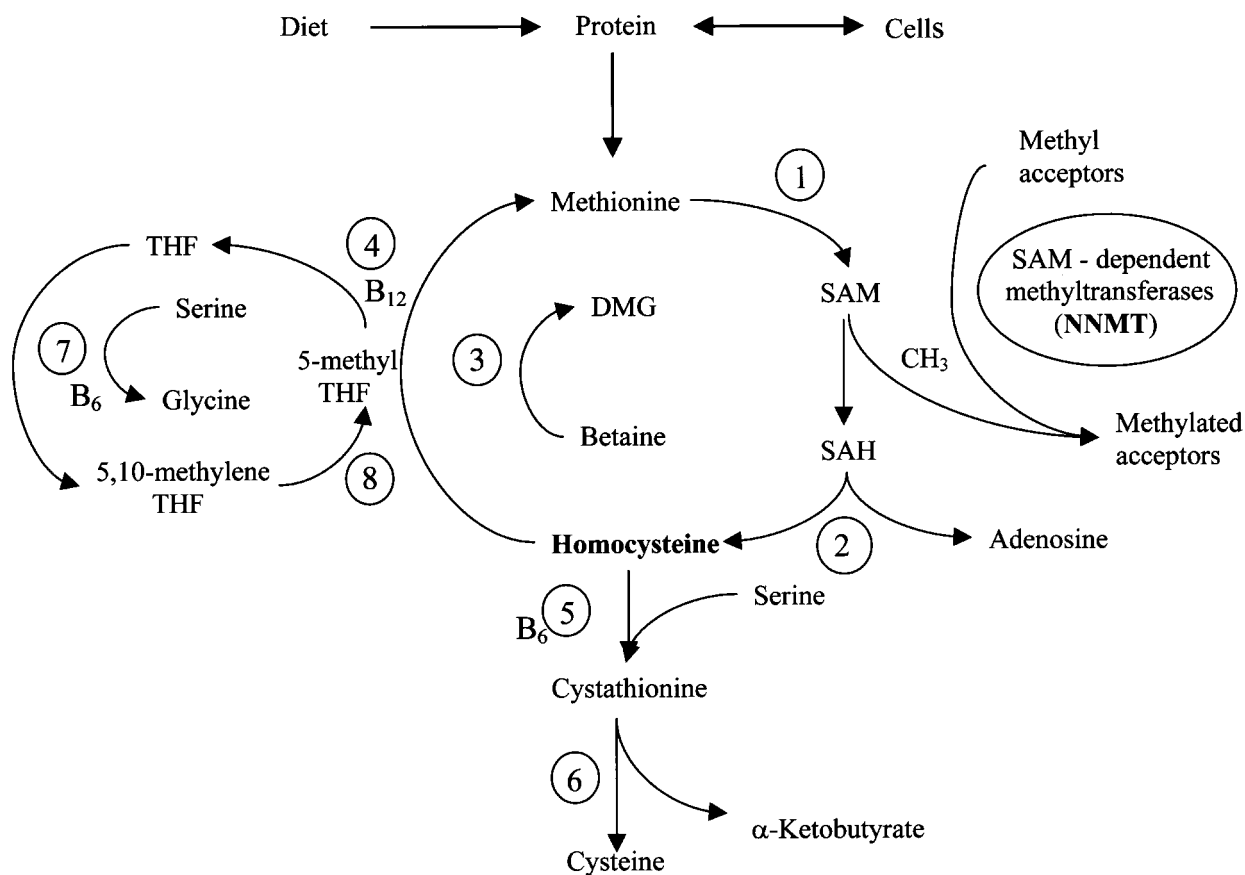 Diet
Protein
Cells
Methyl
acceptors
1
Methionine
4
THF
B₁₂
SAM - dependent
methyltransferases
(NNMT)
Serine
DMG
SAM
7
B₆
3
5-methyl
THF
CH₃
Glycine
Betaine
SAH
Methylated
acceptors
5,10-methylene
THF
8
Homocysteine
2
Adenosine
5
B₆
Serine
Cystathionine
6
α-Ketobutyrate
Cysteine